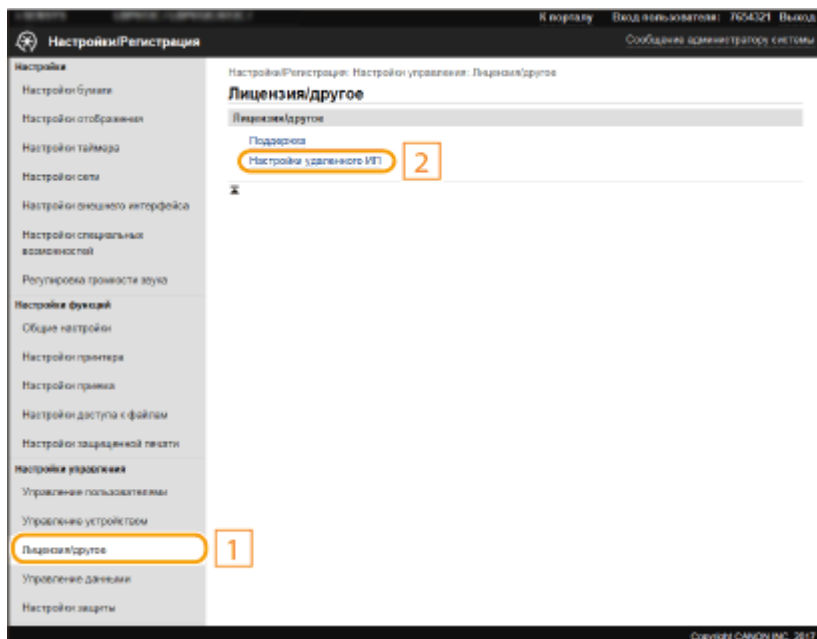 К порталу Вход пользователя: 7654321 Выход
Настройки/Регистрация
Сообщение администратору системы
Настройки
Настройки бумаги
Настройки отображения
Настройки таймера
Настройки сети
Настройки внешнего интерфейса
Настройки специальных
возможностей
Регулировка громкости звука
Настройки функций
Общие настройки
Настройки принтера
Настройки приема
Настройки доступа к файлам
Настройки защищенной печати
Настройки управления
Управление пользователями
Управление устройством
Лицензия/другое
1
Управление данными
Настройки защиты
Настройки/Регистрация: Настройки управления: Лицензия/другое
Лицензия/другое
Лицензия/другое
Поддержка
Настройки удаленного ИП
2
Copyright CANON INC. 2017